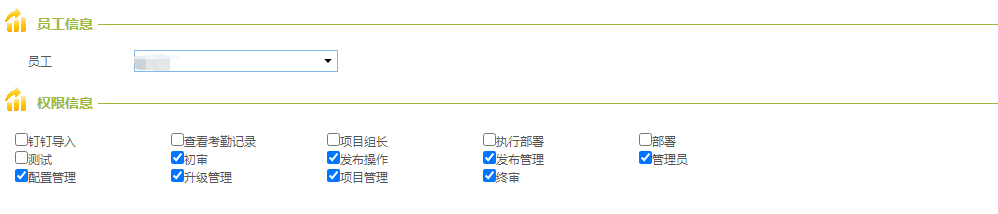 员工信息
员工
权限信息
钉钉导入 查看考勤记录 项目组长 执行部署 部署
测试 初审 发布操作 发布管理 管理员
配置管理 升级管理 项目管理 终审